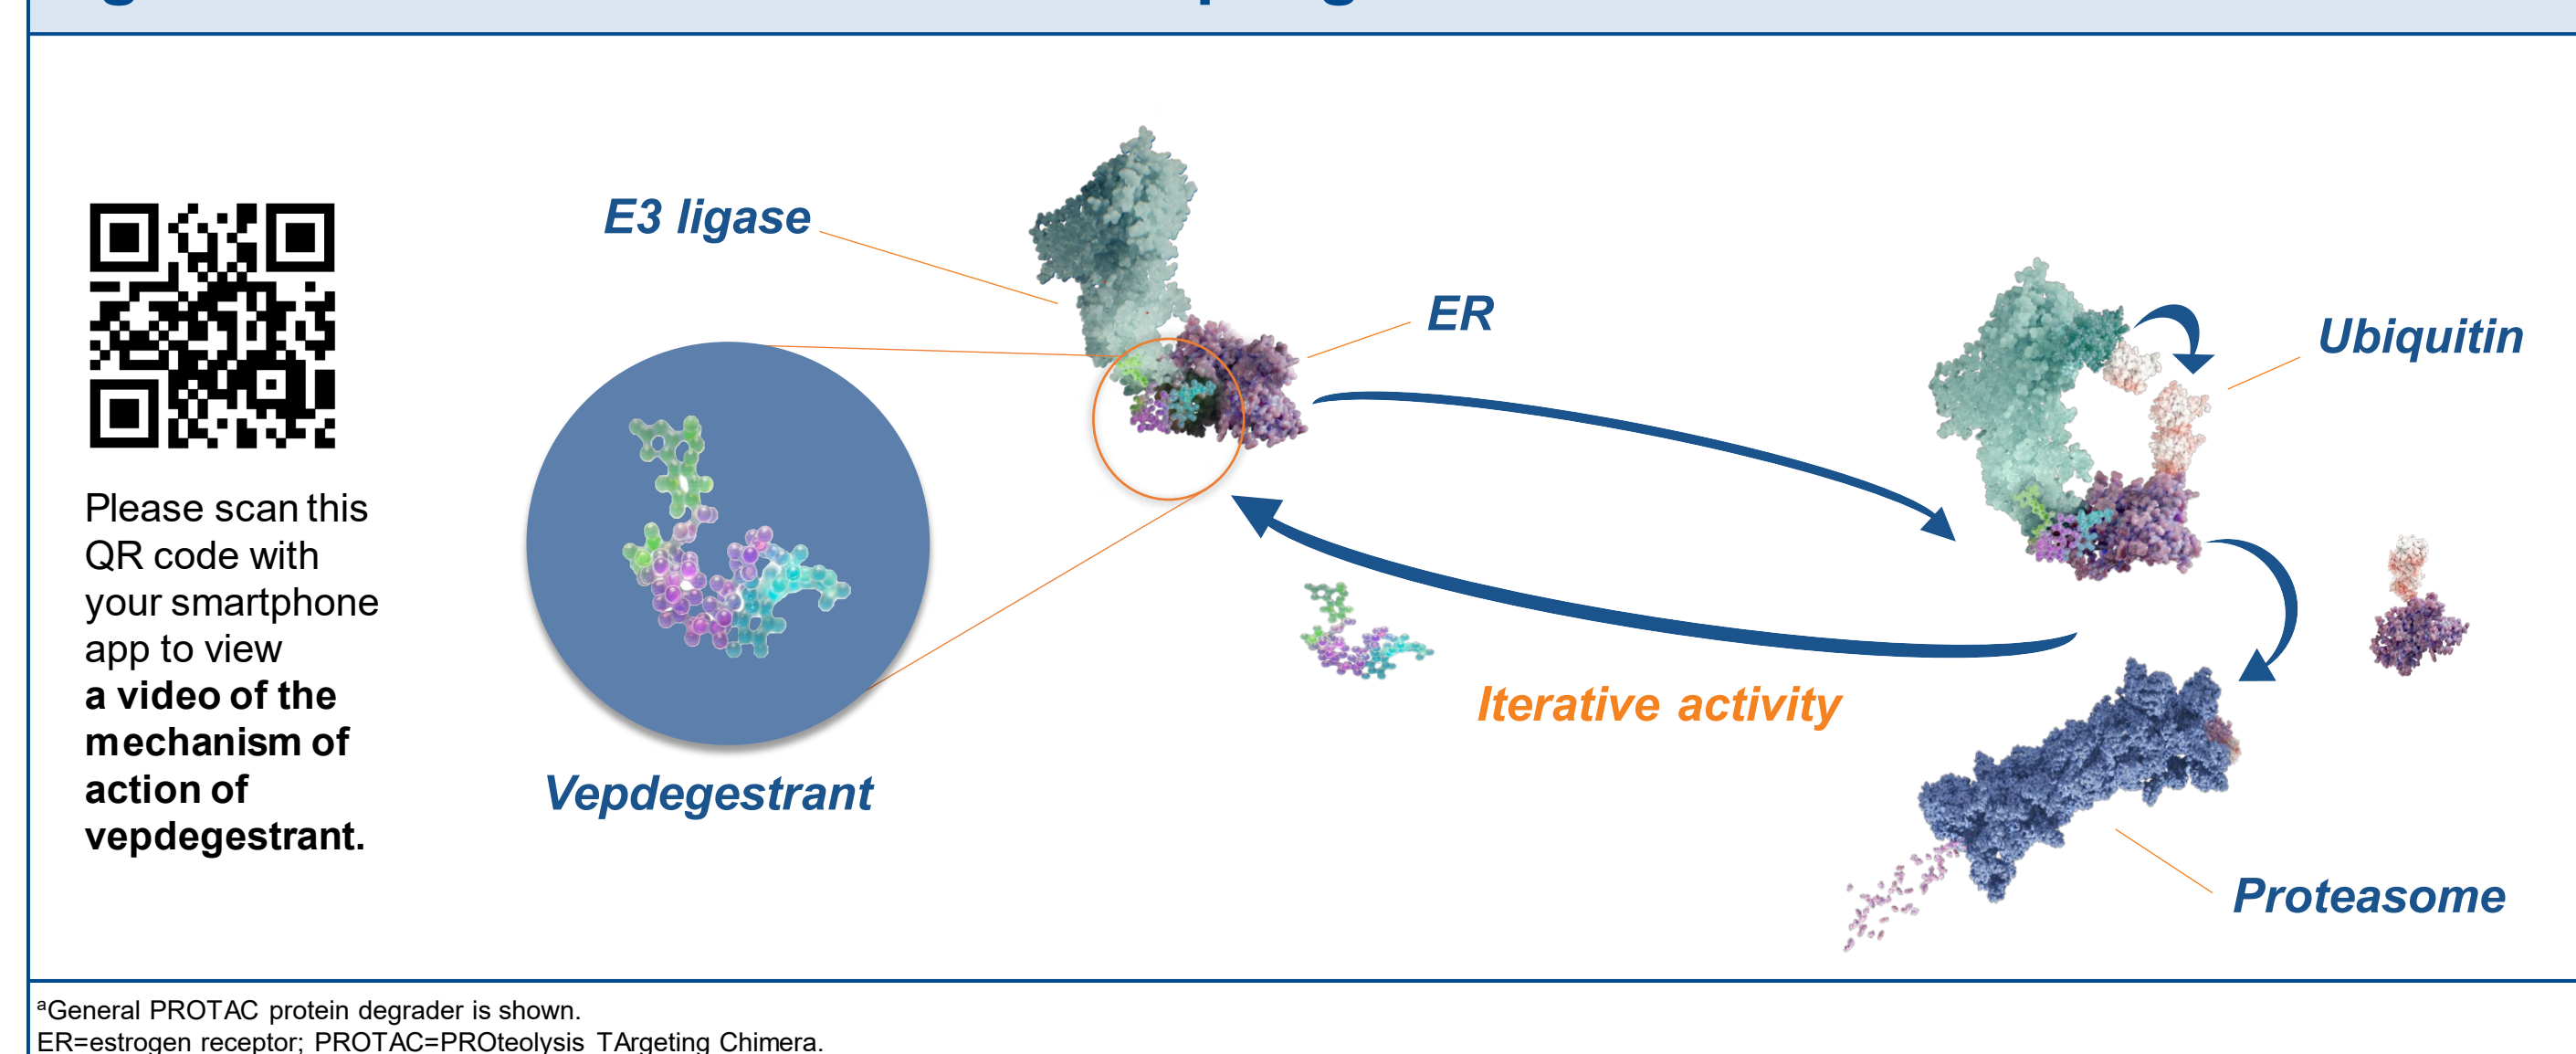 E3 ligase
ER
Ubiquitin
Please scan this
QR code with
your smartphone
app to view
a video of the
mechanism of
action of
vepdegestrant.
Vepdegestrant
Iterative activity
Proteasome
aGeneral PROTAC protein degrader is shown.
ER=estrogen receptor; PROTAC=PROteolysis TArgeting Chimera.